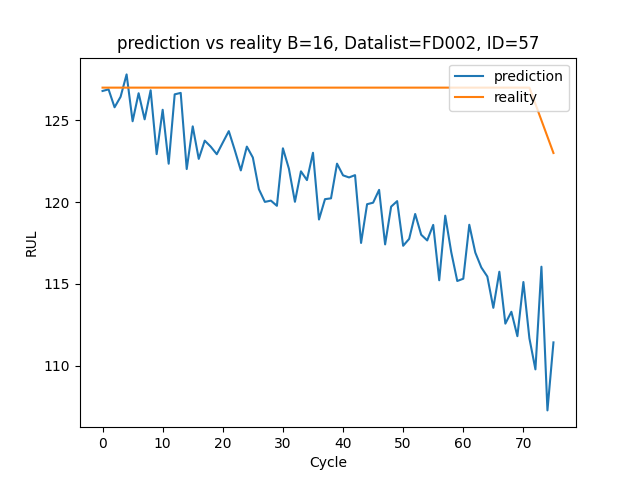 prediction vs reality B=16, Datalist=FD002, ID=57
prediction
reality
RUL
125
120
115
110
0 10 20 30 40 50 60 70
Cycle